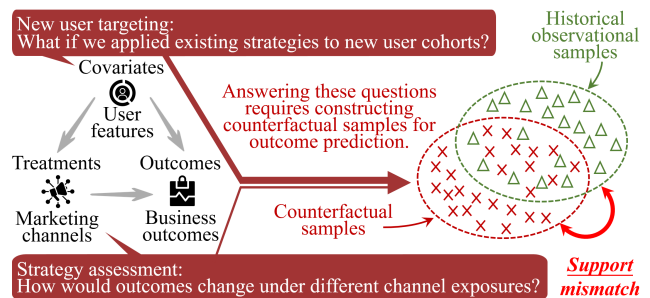 New user targeting:
What if we applied existing strategies to new user cohorts?
Covariates
User
features
Treatments
Outcomes
Marketing
channels
Business
outcomes
Answering these questions
requires constructing
counterfactual samples for
outcome prediction.
Counterfactual
samples
Historical
observational
samples
Support
mismatch
Strategy assessment:
How would outcomes change under different channel exposures?